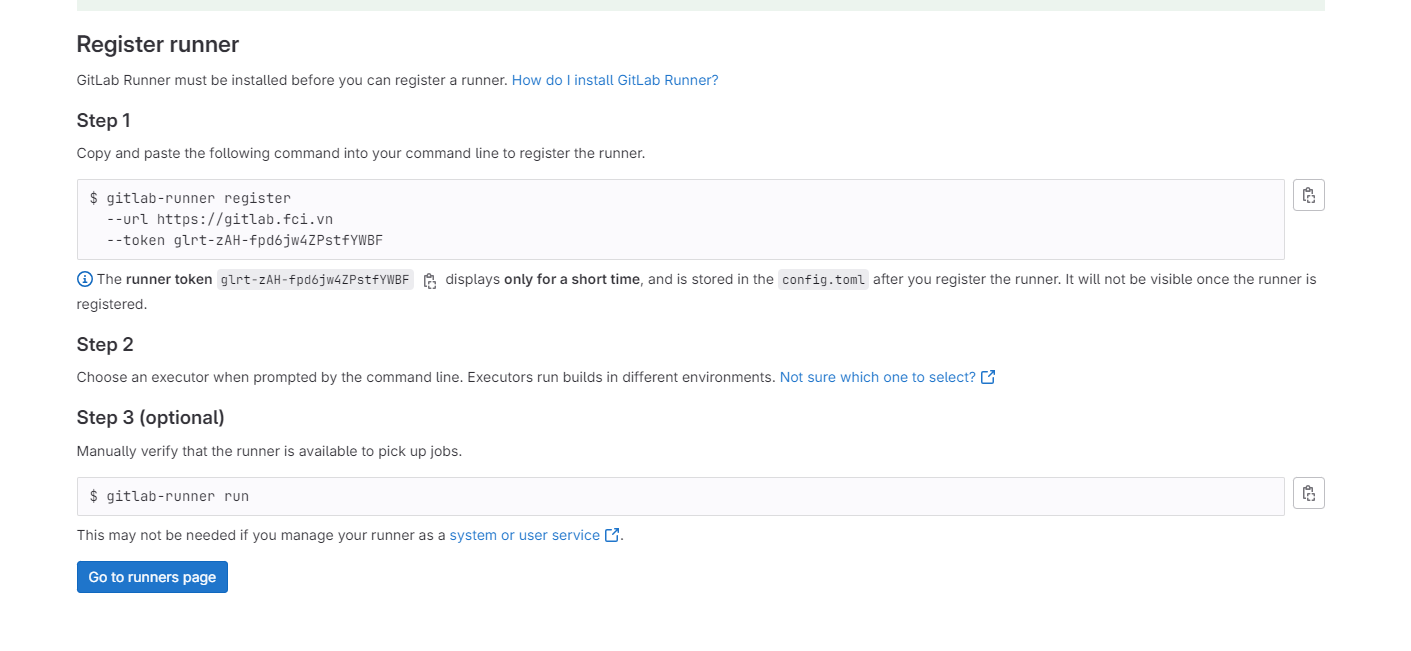 Register runner
GitLab Runner must be installed before you can register a runner. How do I install GitLab Runner?
Step 1
Copy and paste the following command into your command line to register the runner.
$ gitlab-runner register
--url https://gitlab.fci.vn
--token glrt-zAH-fpd6jw4ZPstfYWBF
The runner token glrt-zAH-fpd6jw4ZPstfYWBF displays only for a short time, and is stored in the config.toml after you register the runner. It will not be visible once the runner is
registered.
Step 2
Choose an executor when prompted by the command line. Executors run builds in different environments. Not sure which one to select?
Step 3 (optional)
Manually verify that the runner is available to pick up jobs.
$ gitlab-runner run
This may not be needed if you manage your runner as a system or user service.
Go to runners page